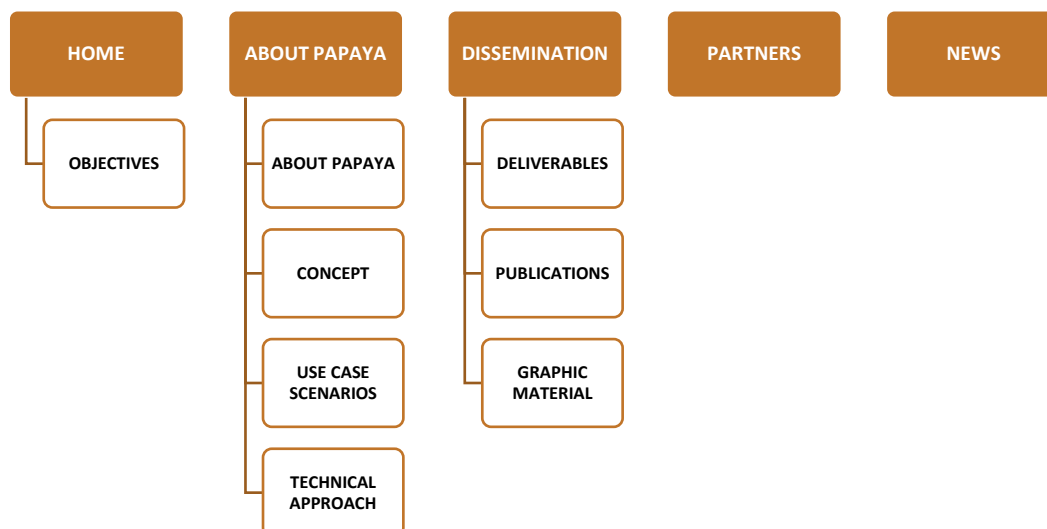 HOME
ABOUT PAPAYA
DISSEMINATION
PARTNERS
NEWS
OBJECTIVES
ABOUT PAPAYA
CONCEPT
USE CASE
SCENARIOS
TECHNICAL
APPROACH
DELIVERABLES
PUBLICATIONS
GRAPHIC
MATERIAL